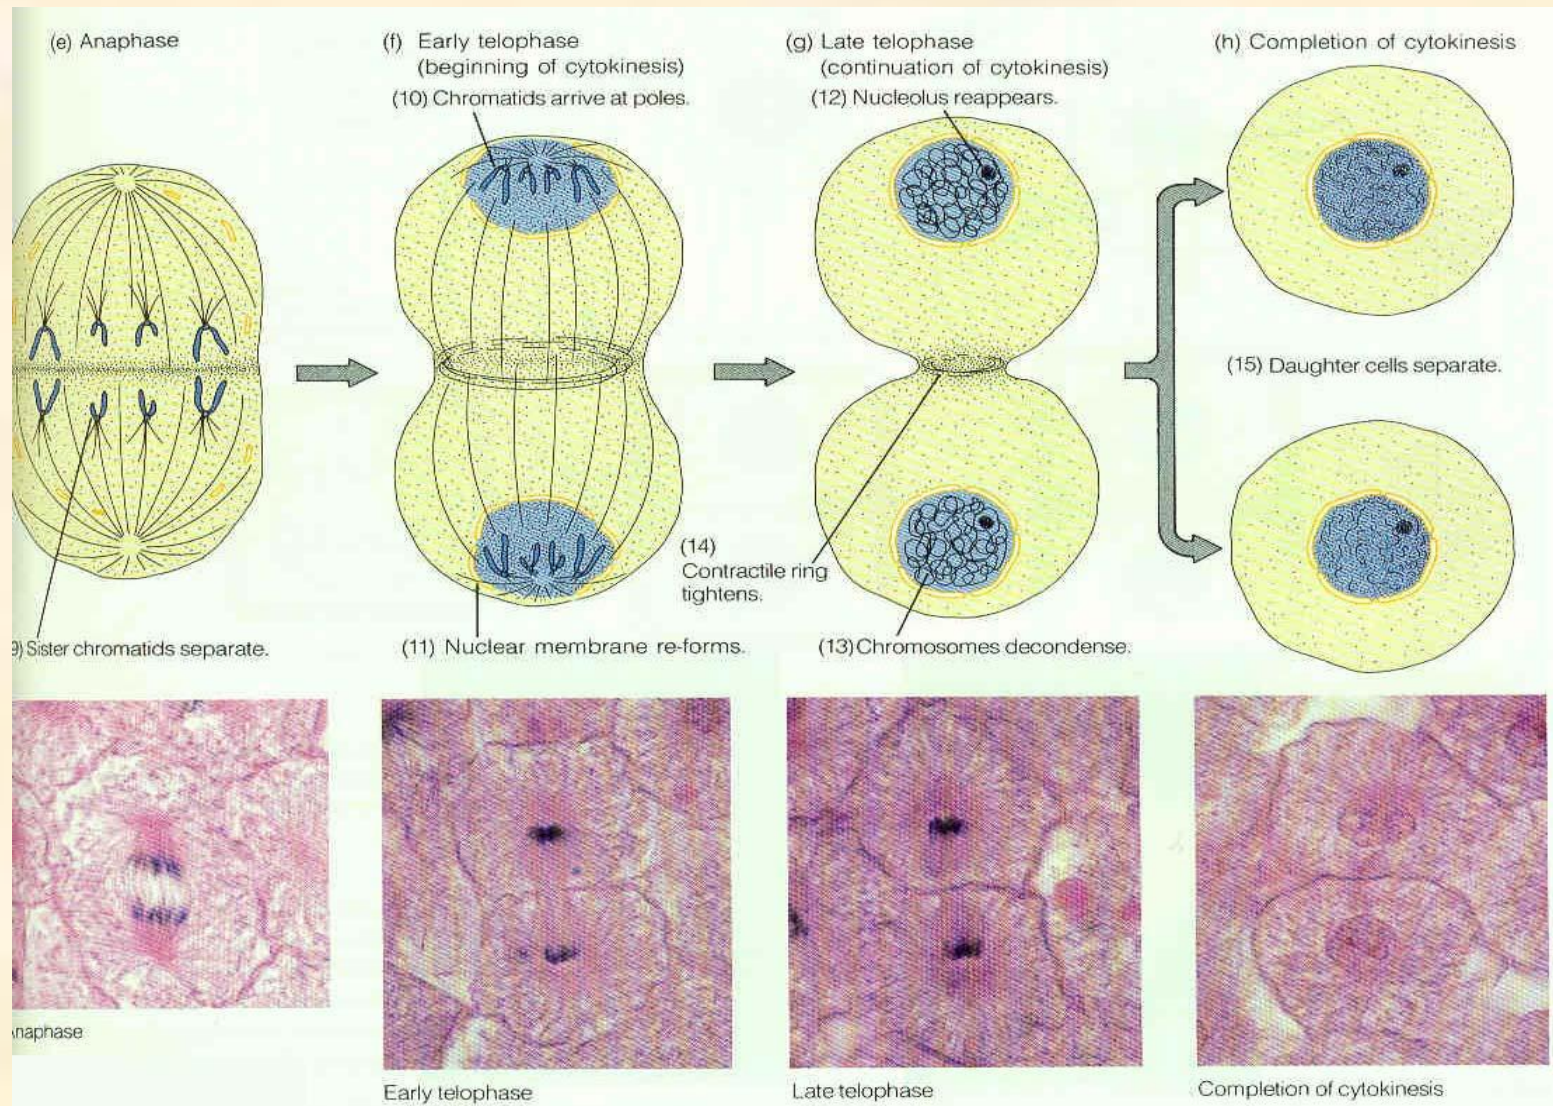 (e) Anaphase
(f) Early telophase
(beginning of cytokinesis)
(10) Chromatids arrive at poles.
(g) Late telophase
(continuation of cytokinesis)
(12) Nucleolus reappears.
(h) Completion of cytokinesis
(15) Daughter cells separate.
(14)
Contractile ring
tightens.
9) Sister chromatids separate.
(11) Nuclear membrane re-forms.
(13) Chromosomes decondense.
Anaphase
Early telophase
Late telophase
Completion of cytokinesis